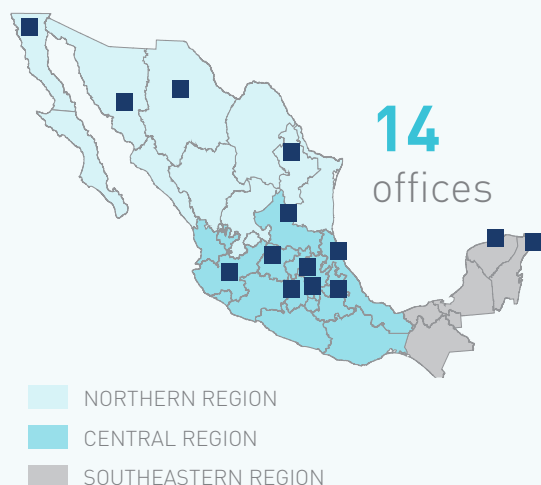 14
offices
NORTHERN REGION
CENTRAL REGION
SOUTHEASTERN REGION